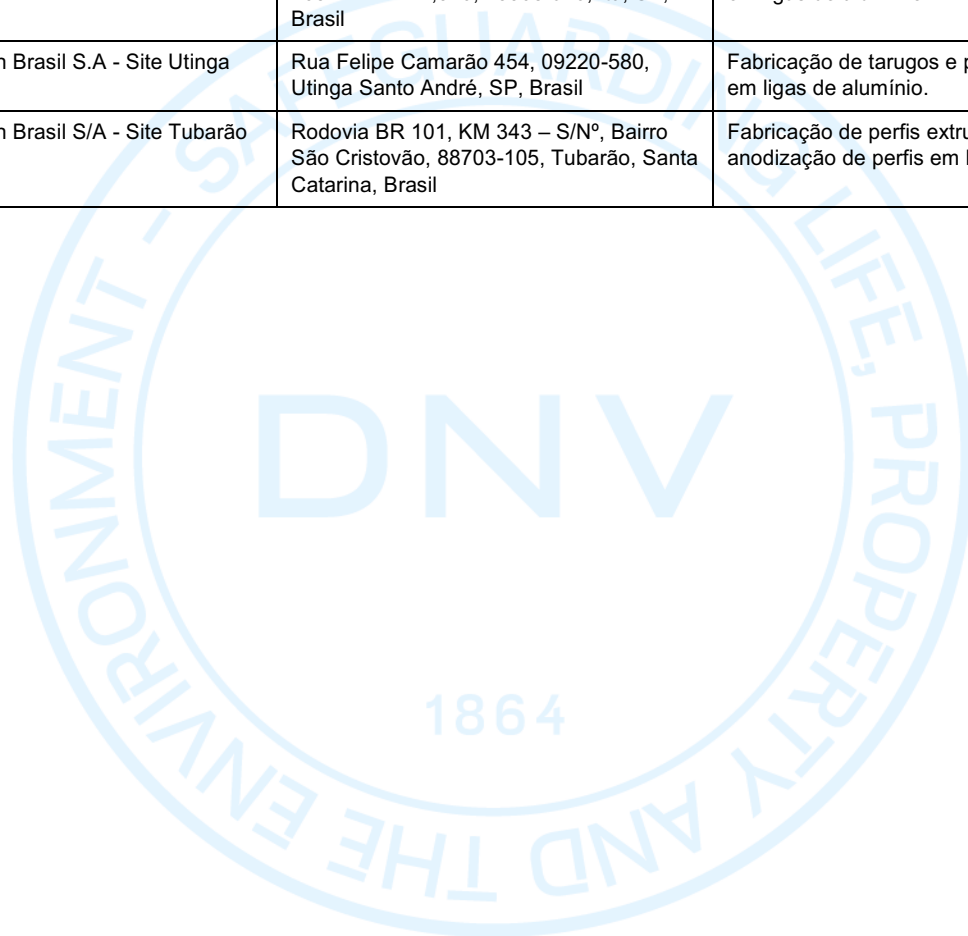 Brasil
Brasil S.A - Site Utinga
Rua Felipe Camarão 454, 09220-580,
Utinga Santo André, SP, Brasil
Fabricação de tarugos e
em ligas de alumínio.
Brasil S/A - Site Tubarão
Rodovia BR 101, KM 343 – S/Nº, Bairro
São Cristovão, 88703-105, Tubarão, Santa
Catarina, Brasil
Fabricação de perfis
anodização de perfis em
SAFEGUARDING LIFE, PROPERTY AND THE ENVIRONMENT -
DNV
1864